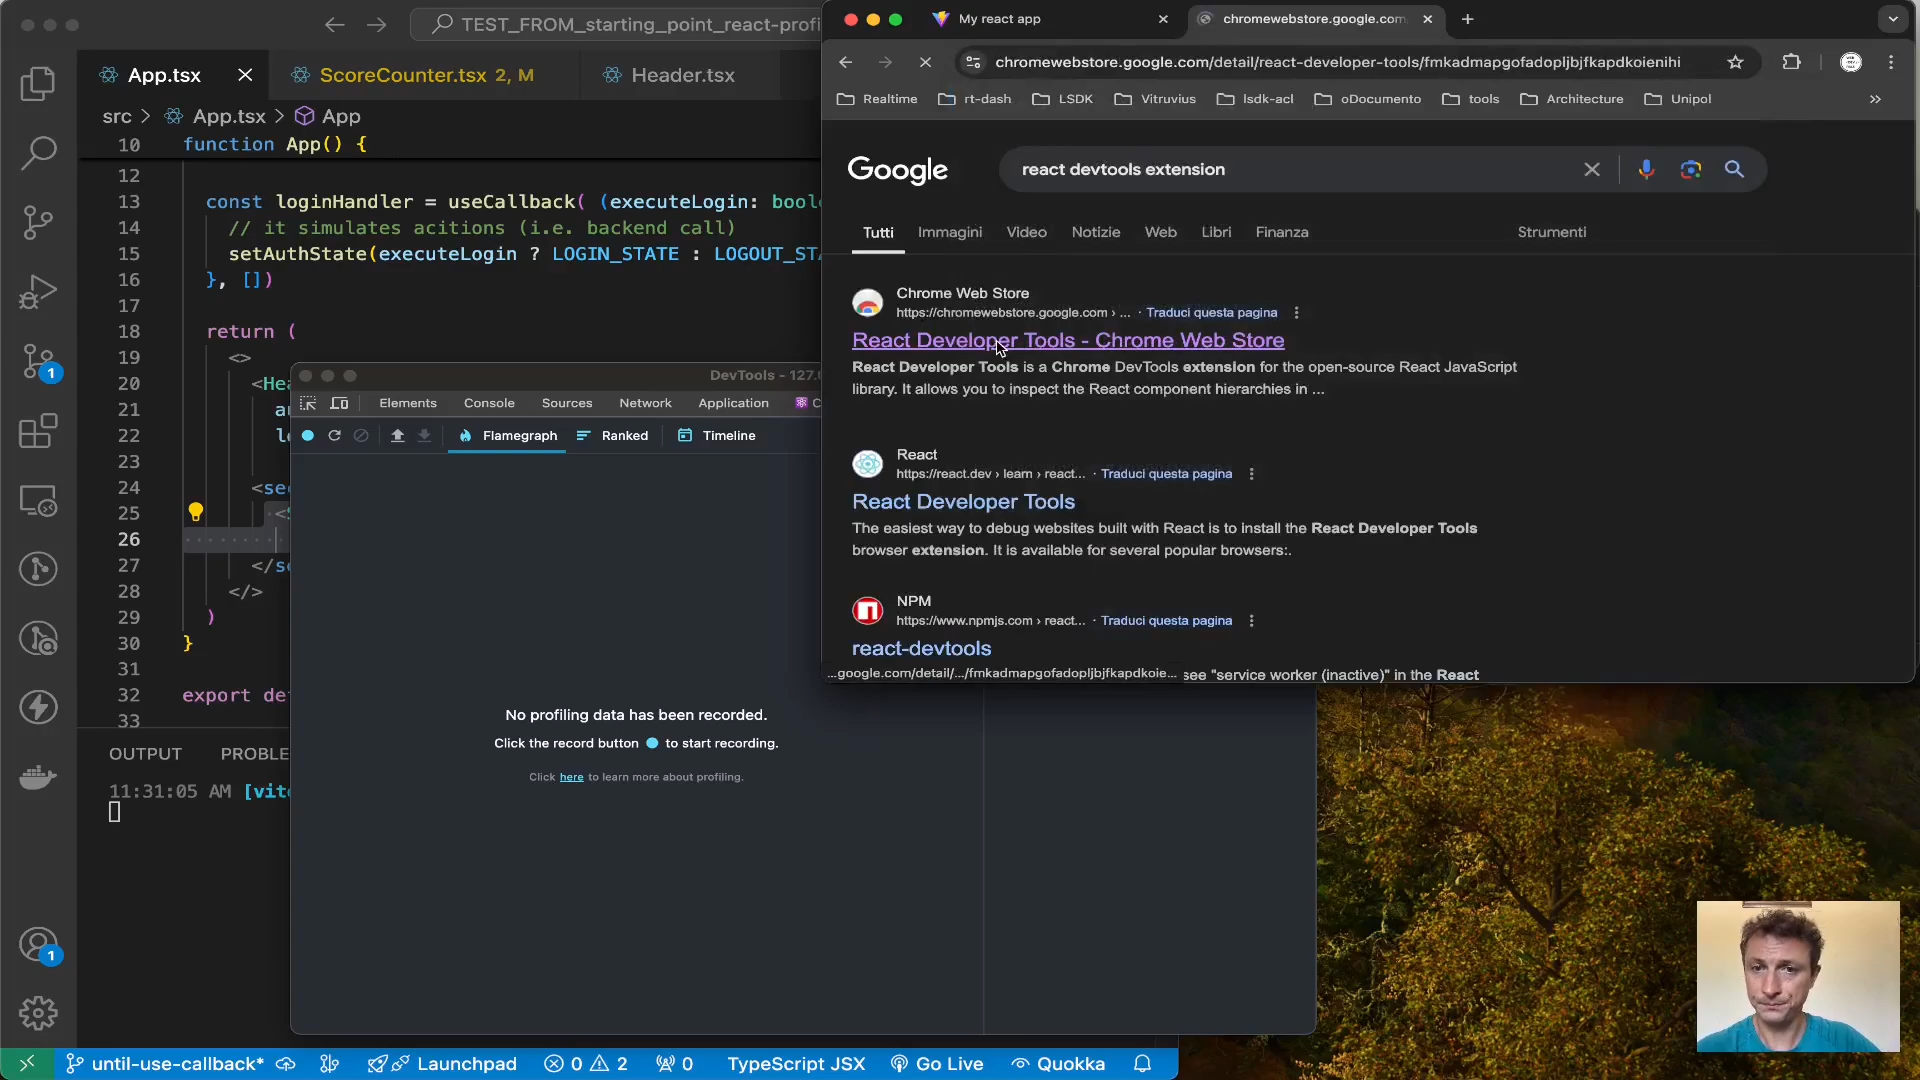 TEST_FROM_starting_point_react-profi
App.tsx
ScoreCounter.tsx 2, M
Header.tsx
src > App.tsx > App
10 function App() {
12
13 const loginHandler = useCallback( (executeLogin: boole
14 // it simulates acitions (i.e. backend call)
15 setAuthState(executeLogin ? LOGIN_STATE : LOGOUT_STA
16 }, [])
17
18 return (
19 <>
20 <Hea
21 au
22 lo
23
24 <sec
25 <S
26
27 </se
28 </>
29 )
30 }
31
32 export def
33
OUTPUT PROBLE
11:31:05 AM [vite
1
1
until-use-callback* Launchpad 0 2 0 TypeScript JSX Go Live Quokka
DevTools - 127.0
Elements Console Sources Network Application C
Flamegraph Ranked Timeline
No profiling data has been recorded.
Click the record button to start recording.
Click here to learn more about profiling.
My react app
chromewebstore.google.com
chromewebstore.google.com/detail/react-developer-tools/fmkadmapgofadopljbjfkapdkoienihi
Realtime rt-dash LSDK Vitruvius lsdk-acl oDocumento tools Architecture Unipol »
Google
react devtools extension
Tutti Immagini Video Notizie Web Libri Finanza Strumenti
Chrome Web Store
https://chromewebstore.google.com › ... · Traduci questa pagina
React Developer Tools - Chrome Web Store
React Developer Tools is a Chrome DevTools extension for the open-source React JavaScript
library. It allows you to inspect the React component hierarchies in ...
React
https://react.dev › learn › react... · Traduci questa pagina
React Developer Tools
The easiest way to debug websites built with React is to install the React Developer Tools
browser extension. It is available for several popular browsers:.
NPM
https://www.npmjs.com › react... · Traduci questa pagina
react-devtools
...google.com/detail/.../fmkadmapgofadopljbjfkapdkoie...
see "service worker (inactive)" in the React